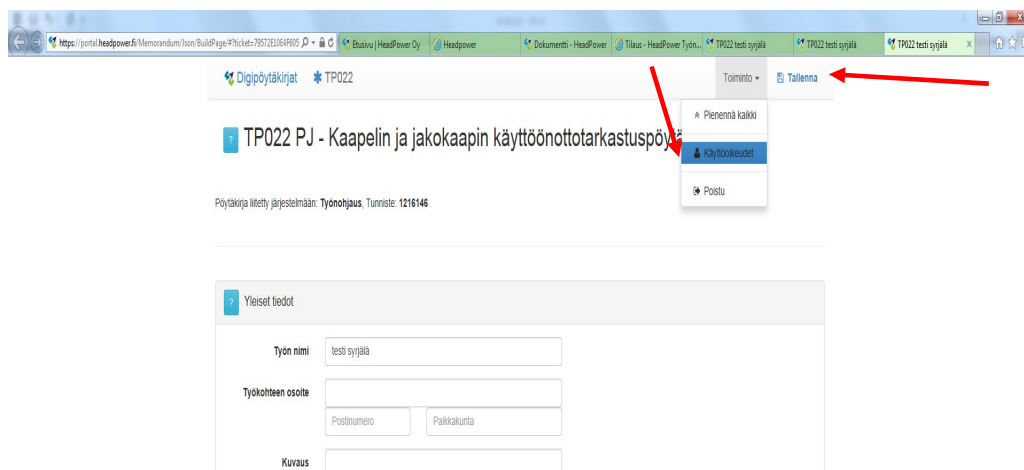 https://portal.headpower.fi/Memorandum/Json/BuildPage/#?ticket=79572E10E4F605
Etusivu | HeadPower Oy
Headpower
Dokumentti - HeadPower
Tilaus - HeadPower Työn...
TP022 testi syrjälä
TP022 testi syrjälä
TP022 testi syrjälä
Digipöytäkirjat
TP022
Toiminto
Tallenna
Pienennä kaikki
Käyttöoikeudet
Poistu
? TP022 PJ - Kaapelin ja jakokaapin käyttöönottotarkastuspöytä
Pöytäkirja liitetty järjestelmään: Työnohjaus, Tunniste: 1216146
? Yleiset tiedot
Työn nimi testi syrjälä
Työkohteen osoite
Postinumero Paikkakunta
Kuvaus